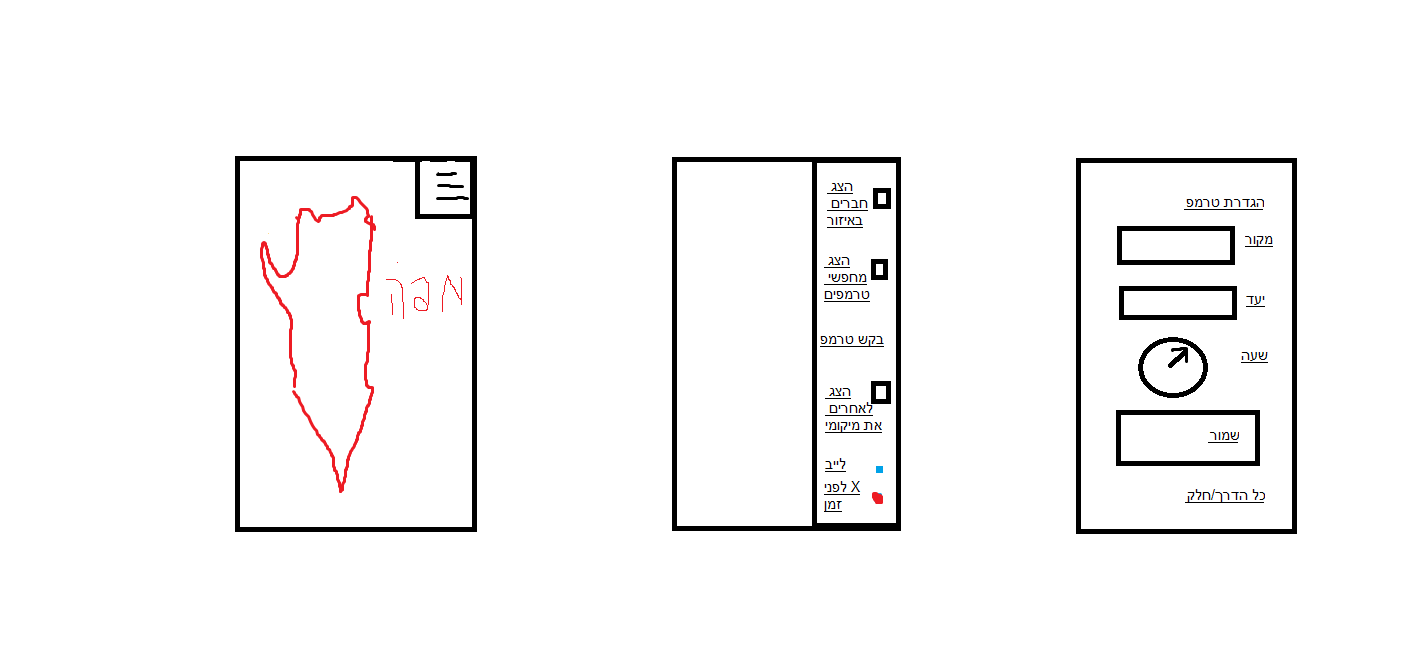 מפה
הצג
חברים
באיזור
הצג
מחפשי
טרמפים
בקש טרמפ
הצג
לאחרים
את מיקומי
לייב
לפני X
זמן
הגדרת טרמפ
מקור
יעד
שעה
שמור
כל הדרך/חלק